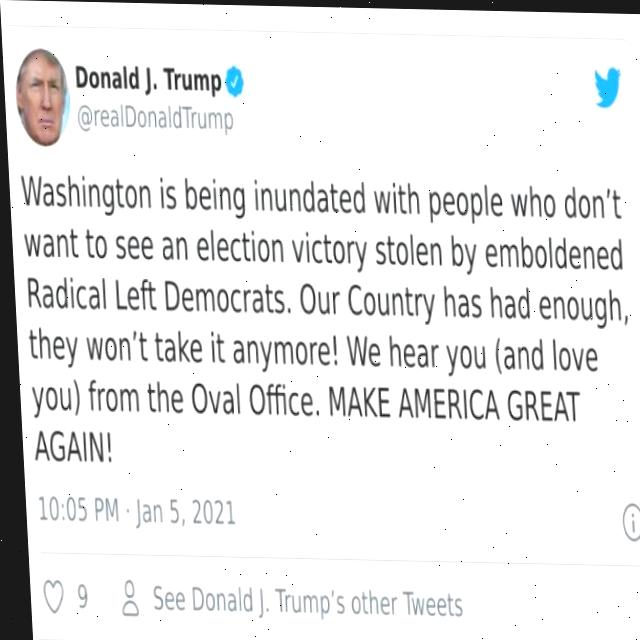 Donald J. Trump
@realDonaldTrump
Washington is being inundated with people who don't
want to see an election victory stolen by emboldened
Radical Left Democrats. Our Country has had enough,
they won't take it anymore! We hear you (and love
you) from the Oval Office. MAKE AMERICA GREAT
AGAIN!
10:05 PM · Jan 5, 2021
9 See Donald J. Trump's other Tweets